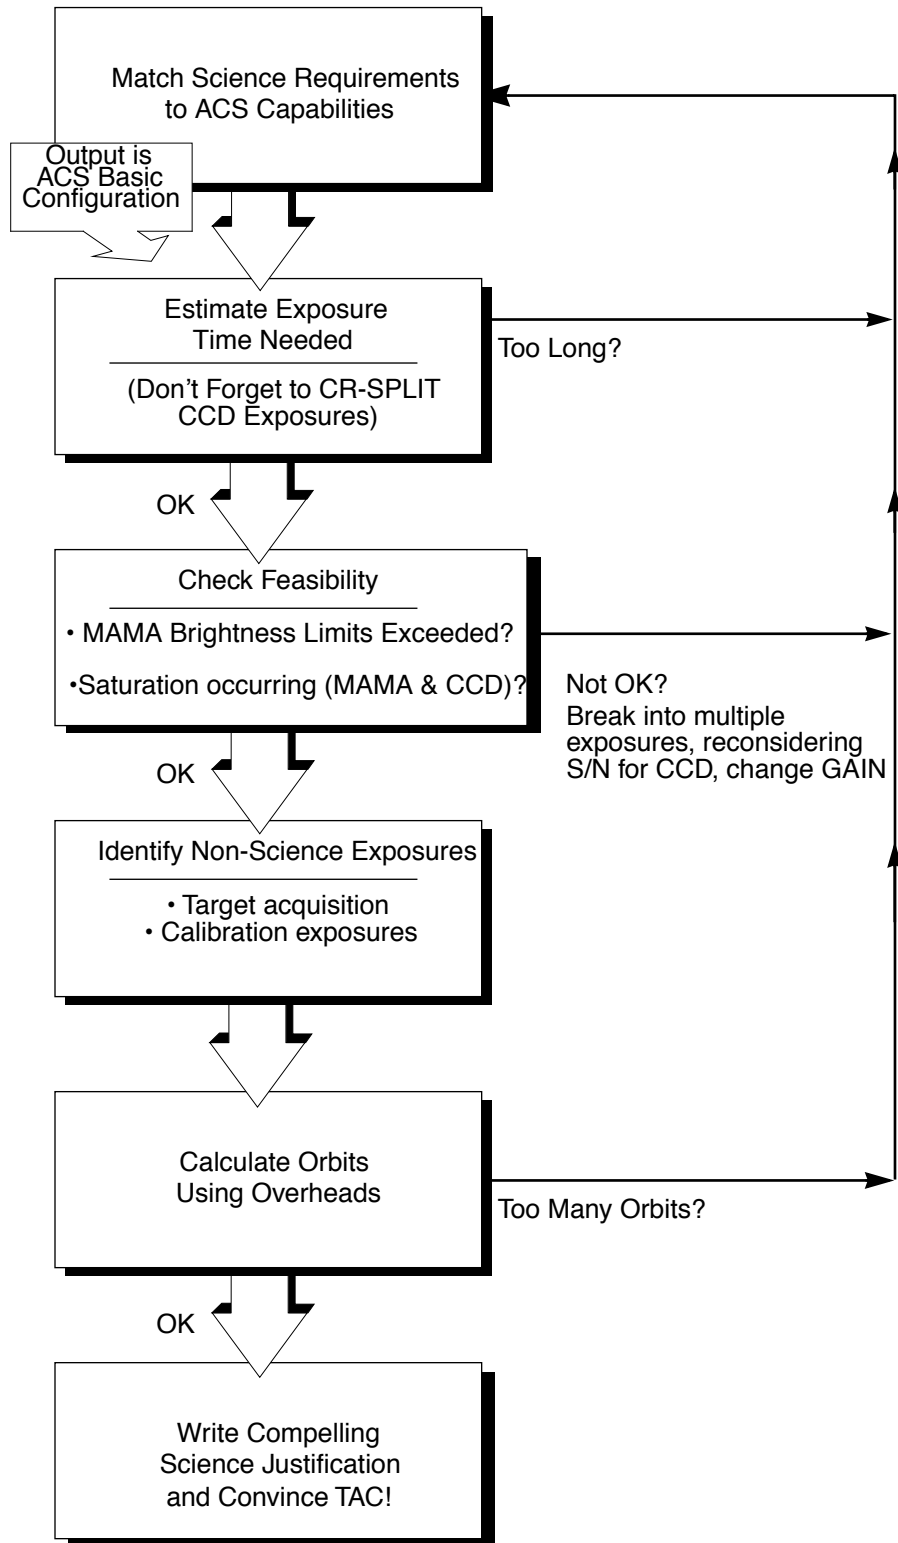 Match Science Requirements
to ACS Capabilities
Output is
ACS Basic
Configuration
Estimate Exposure
Time Needed
(Don't Forget to CR-SPLIT
CCD Exposures)
Too Long?
OK
Check Feasibility
• MAMA Brightness Limits Exceeded?
•Saturation occurring (MAMA & CCD)?
Not OK?
Break into multiple
exposures, reconsidering
S/N for CCD, change GAIN
OK
Identify Non-Science Exposures
• Target acquisition
• Calibration exposures
Calculate Orbits
Using Overheads
Too Many Orbits?
OK
Write Compelling
Science Justification
and Convince TAC!